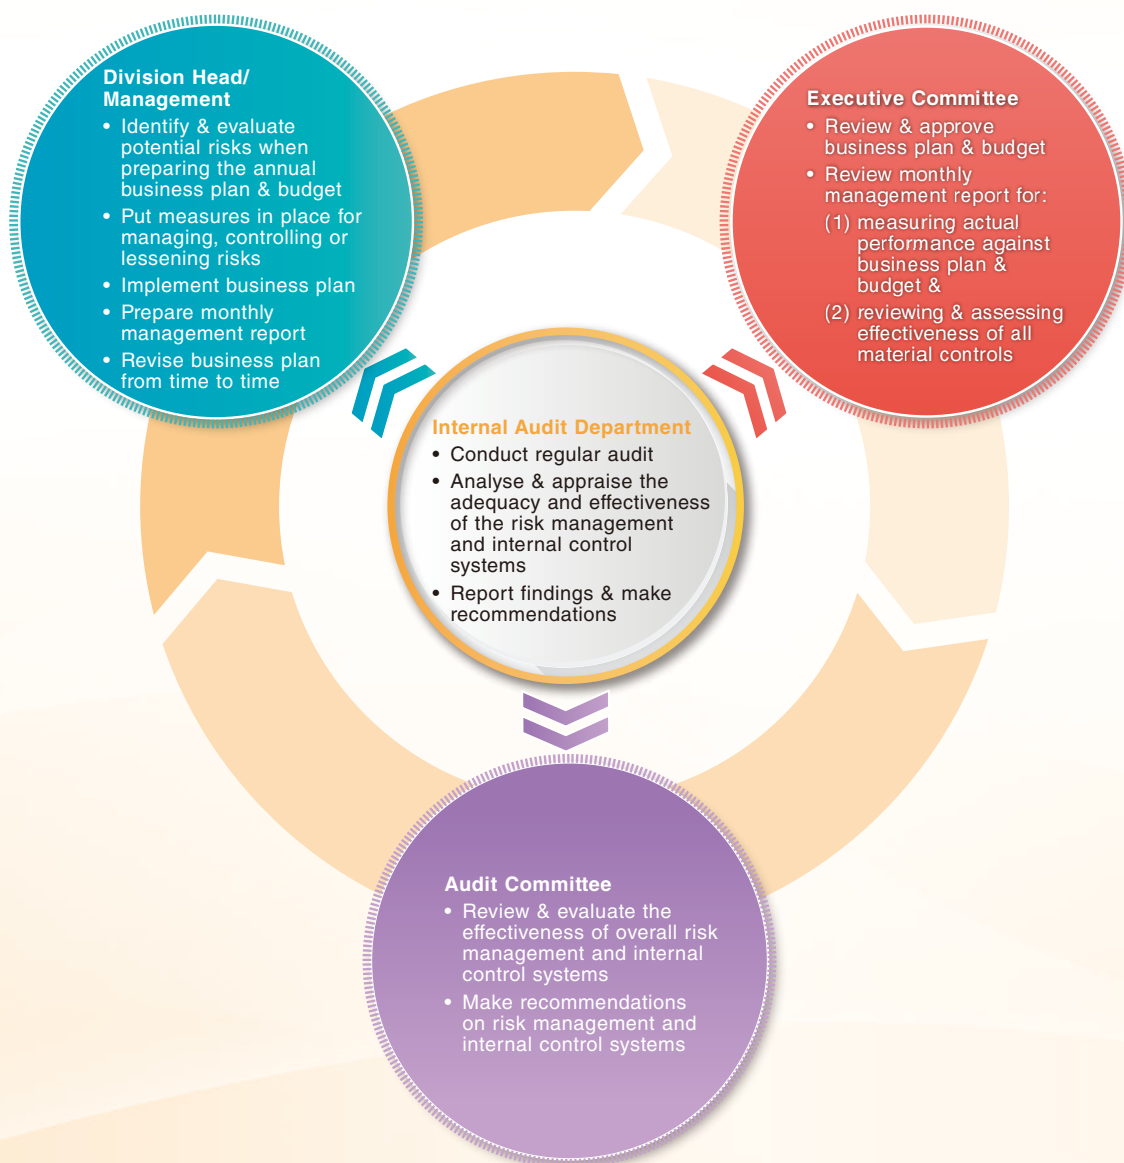 Division Head/
Management
• Identify & evaluate
potential risks when
preparing the annual
business plan & budget
• Put measures in place for
managing, controlling or
lessening risks
• Implement business plan
• Prepare monthly
management report
• Revise business plan
from time to time
Executive Committee
• Review & approve
business plan & budget
• Review monthly
management report for:
(1) measuring actual
performance against
business plan &
budget &
(2) reviewing & assessing
effectiveness of all
material controls
Internal Audit Department
• Conduct regular audit
• Analyse & appraise the
adequacy and effectiveness
of the risk management
and internal control
systems
• Report findings & make
recommendations
Audit Committee
• Review & evaluate the
effectiveness of overall risk
management and internal
control systems
• Make recommendations
on risk management and
internal control systems